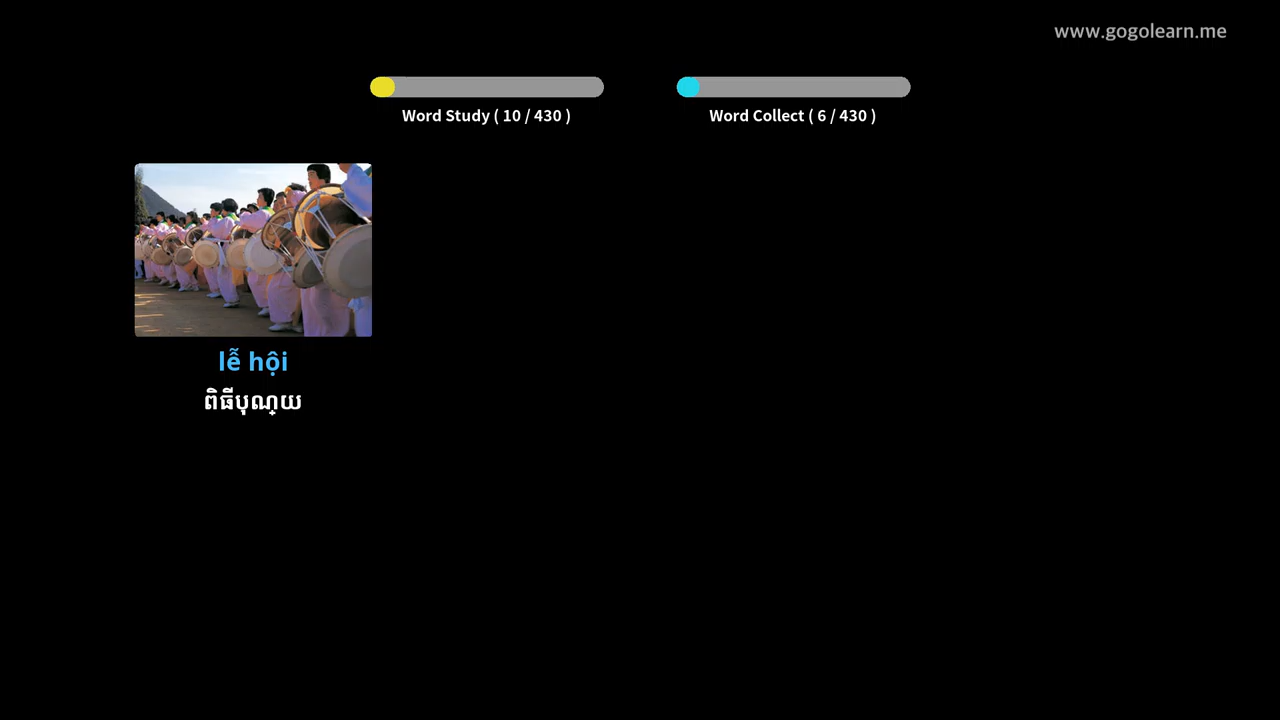 www.gogolearn.me
Word Study ( 10 / 430 )
Word Collect ( 6 / 430 )
lễ hội
ពិធីបុណ្យ